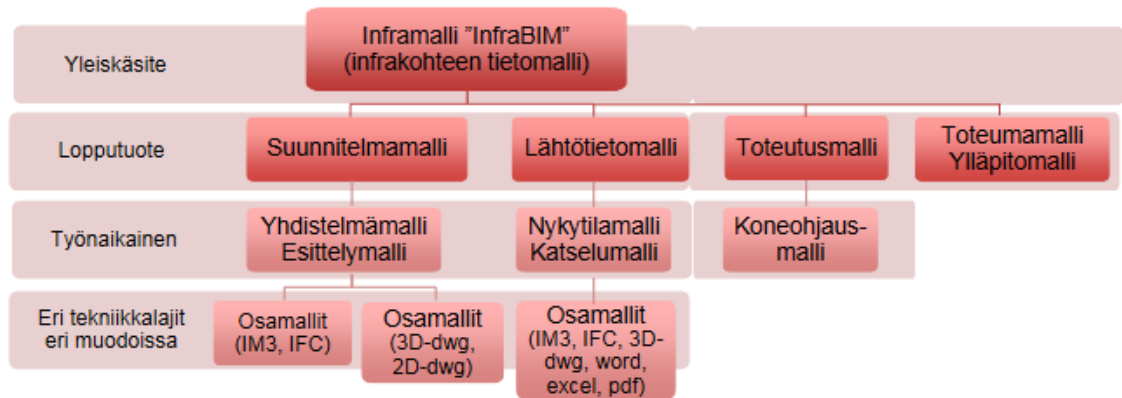 Yleiskäsite
Inframalli ”InfraBIM”
(infrakohteen tietomalli)
Lopputuote
Suunnitelmamalli
Lähtötietomalli
Toteutusmalli
Toteumamalli
Ylläpitomalli
Työnaikainen
Yhdistelmämalli
Esittelymalli
Nykytilamalli
Katselumalli
Koneohjaus-
malli
Eri tekniikkalajit
eri muodoissa
Osamallit
(IM3, IFC)
Osamallit
(3D-dwg,
2D-dwg)
Osamallit
(IM3, IFC, 3D-
dwg, word,
excel, pdf)